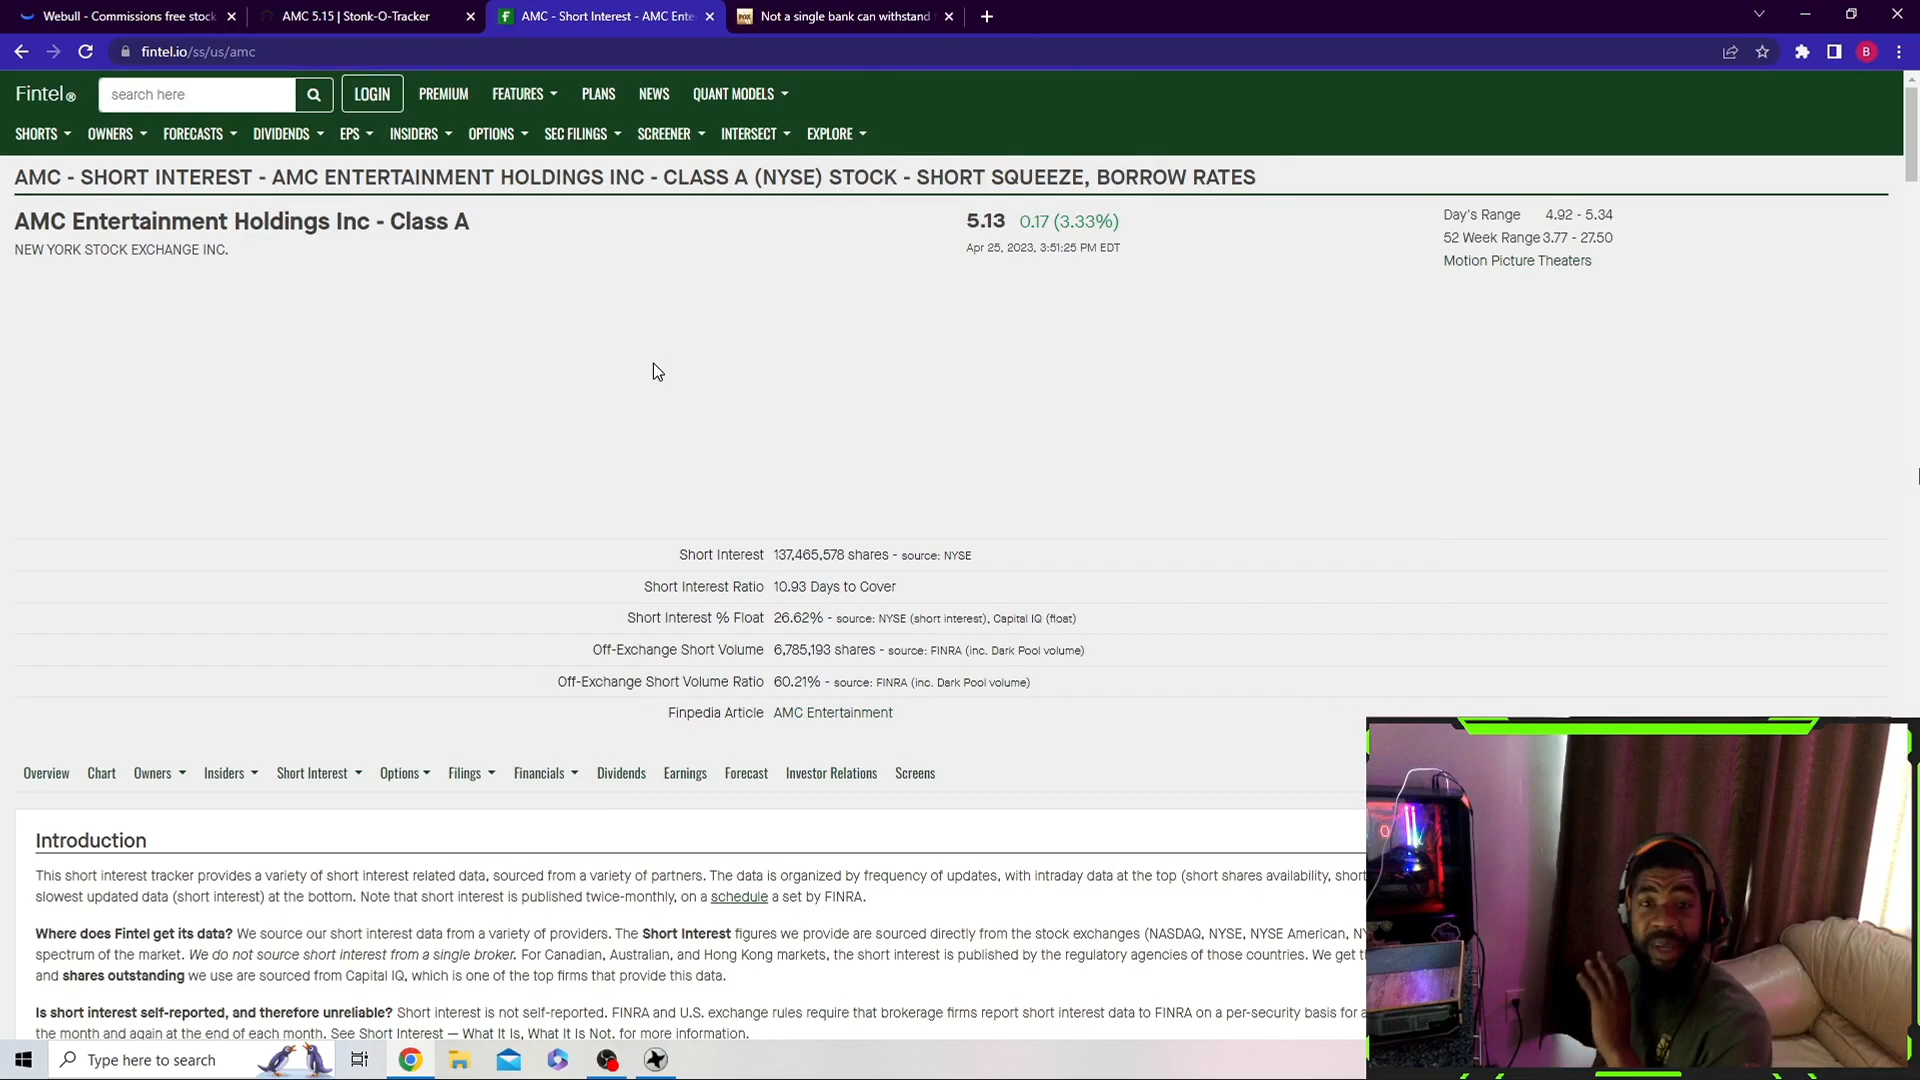 Webull - Commissions free stock
AMC 5.15 | Stonk-O-Tracker
AMC - Short Interest - AMC Ente
Not a single bank can withstand
fintel.io/ss/us/amc
B
Fintel®
search here
LOGIN
PREMIUM
FEATURES
PLANS
NEWS
QUANT MODELS
SHORTS
OWNERS
FORECASTS
DIVIDENDS
EPS
INSIDERS
OPTIONS
SEC FILINGS
SCREENER
INTERSECT
EXPLORE
AMC - SHORT INTEREST - AMC ENTERTAINMENT HOLDINGS INC - CLASS A (NYSE) STOCK - SHORT SQUEEZE, BORROW RATES
AMC Entertainment Holdings Inc - Class A
NEW YORK STOCK EXCHANGE INC.
5.13 0.17 (3.33%)
Apr 25, 2023, 3:51:25 PM EDT
Day's Range 4.92 - 5.34
52 Week Range 3.77 - 27.50
Motion Picture Theaters
Short Interest 137,465,578 shares - source: NYSE
Short Interest Ratio 10.93 Days to Cover
Short Interest % Float 26.62% - source: NYSE (short interest), Capital IQ (float)
Off-Exchange Short Volume 6,785,193 shares - source: FINRA (inc. Dark Pool volume)
Off-Exchange Short Volume Ratio 60.21% - source: FINRA (inc. Dark Pool volume)
Finpedia Article AMC Entertainment
Overview Chart Owners Insiders Short Interest Options Filings Financials Dividends Earnings Forecast Investor Relations Screens
Introduction
This short interest tracker provides a variety of short interest related data, sourced from a variety of partners. The data is organized by frequency of updates, with intraday data at the top (short shares availability, short
slowest updated data (short interest) at the bottom. Note that short interest is published twice-monthly, on a schedule a set by FINRA.
Where does Fintel get its data? We source our short interest data from a variety of providers. The Short Interest figures we provide are sourced directly from the stock exchanges (NASDAQ, NYSE, NYSE American, NY
spectrum of the market. We do not source short interest from a single broker. For Canadian, Australian, and Hong Kong markets, the short interest is published by the regulatory agencies of those countries. We get t
and shares outstanding we use are sourced from Capital IQ, which is one of the top firms that provide this data.
Is short interest self-reported, and therefore unreliable? Short interest is not self-reported. FINRA and U.S. exchange rules require that brokerage firms report short interest data to FINRA on a per-security basis for a
the month and again at the end of each month. See Short Interest — What It Is, What It Is Not. for more information.
Type here to search